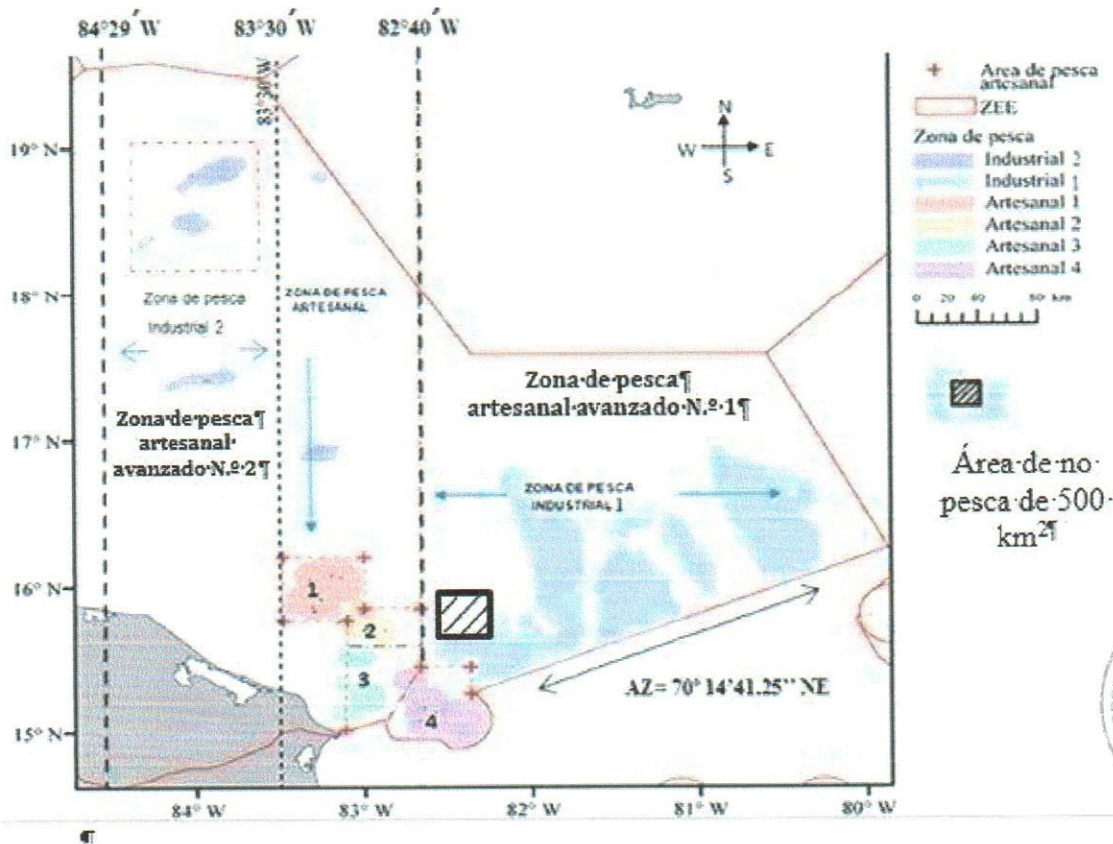 84°29´W
83°30´W
82°40´W
83°30´W
19° N
18° N
17° N
16° N
15° N
84° W
83° W
82° W
81° W
80° W
N
W
E
S
Area de pesca
artesanal
ZEE
Zona de pesca
Industrial 2
Industrial 1
Artesanal 1
Artesanal 2
Artesanal 3
Artesanal 4
0 20 40 80 km
Zona de pesca
Industrial 2
ZONA DE PESCA
ARTESANAL
Zona·de·pesca¶
artesanal·
avanzado·N.º·2¶
Zona·de·pesca¶
artesanal·avanzado·N.º·1¶
ZONA DE PESCA
INDUSTRIAL 1
Área·de·no·
pesca·de·500·
km²¶
1
2
3
4
AZ= 70° 14'41.25'' NE
¶